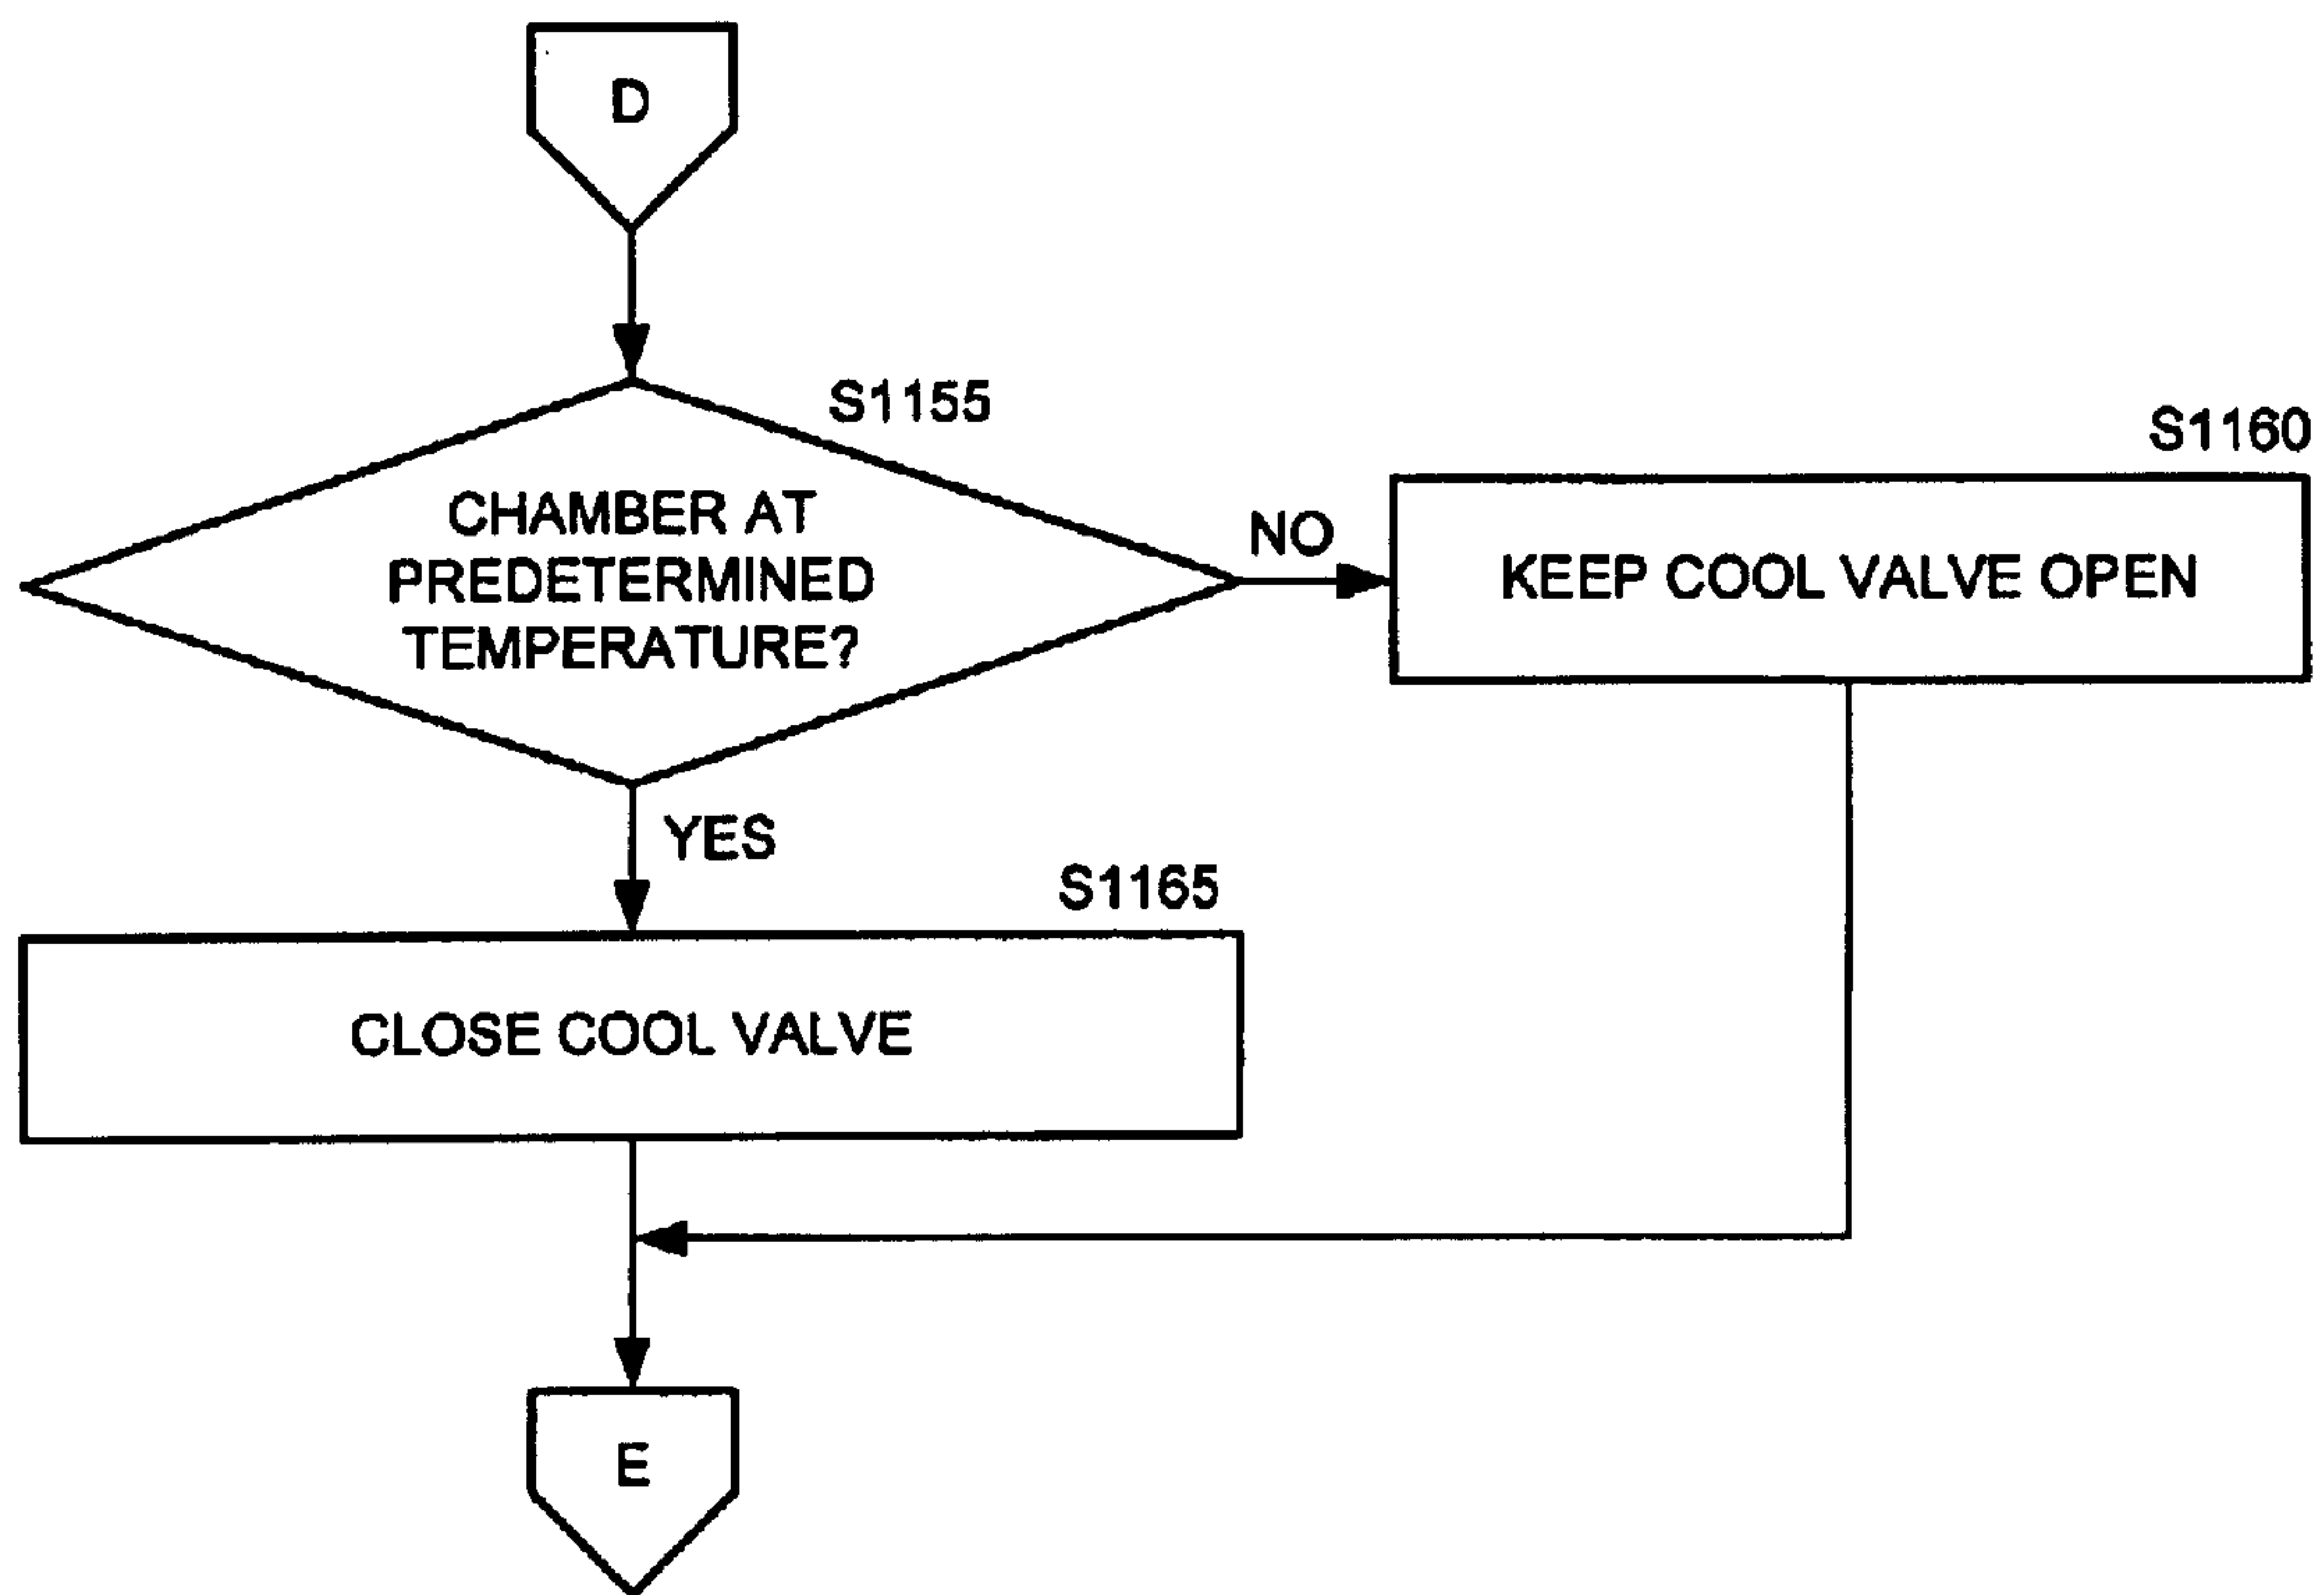 D
S1155
CHAMBER AT
PREDETERMINED
TEMPERATURE?
NO
S1160
KEEP COOL VALVE OPEN
YES
S1165
CLOSE COOL VALVE
E